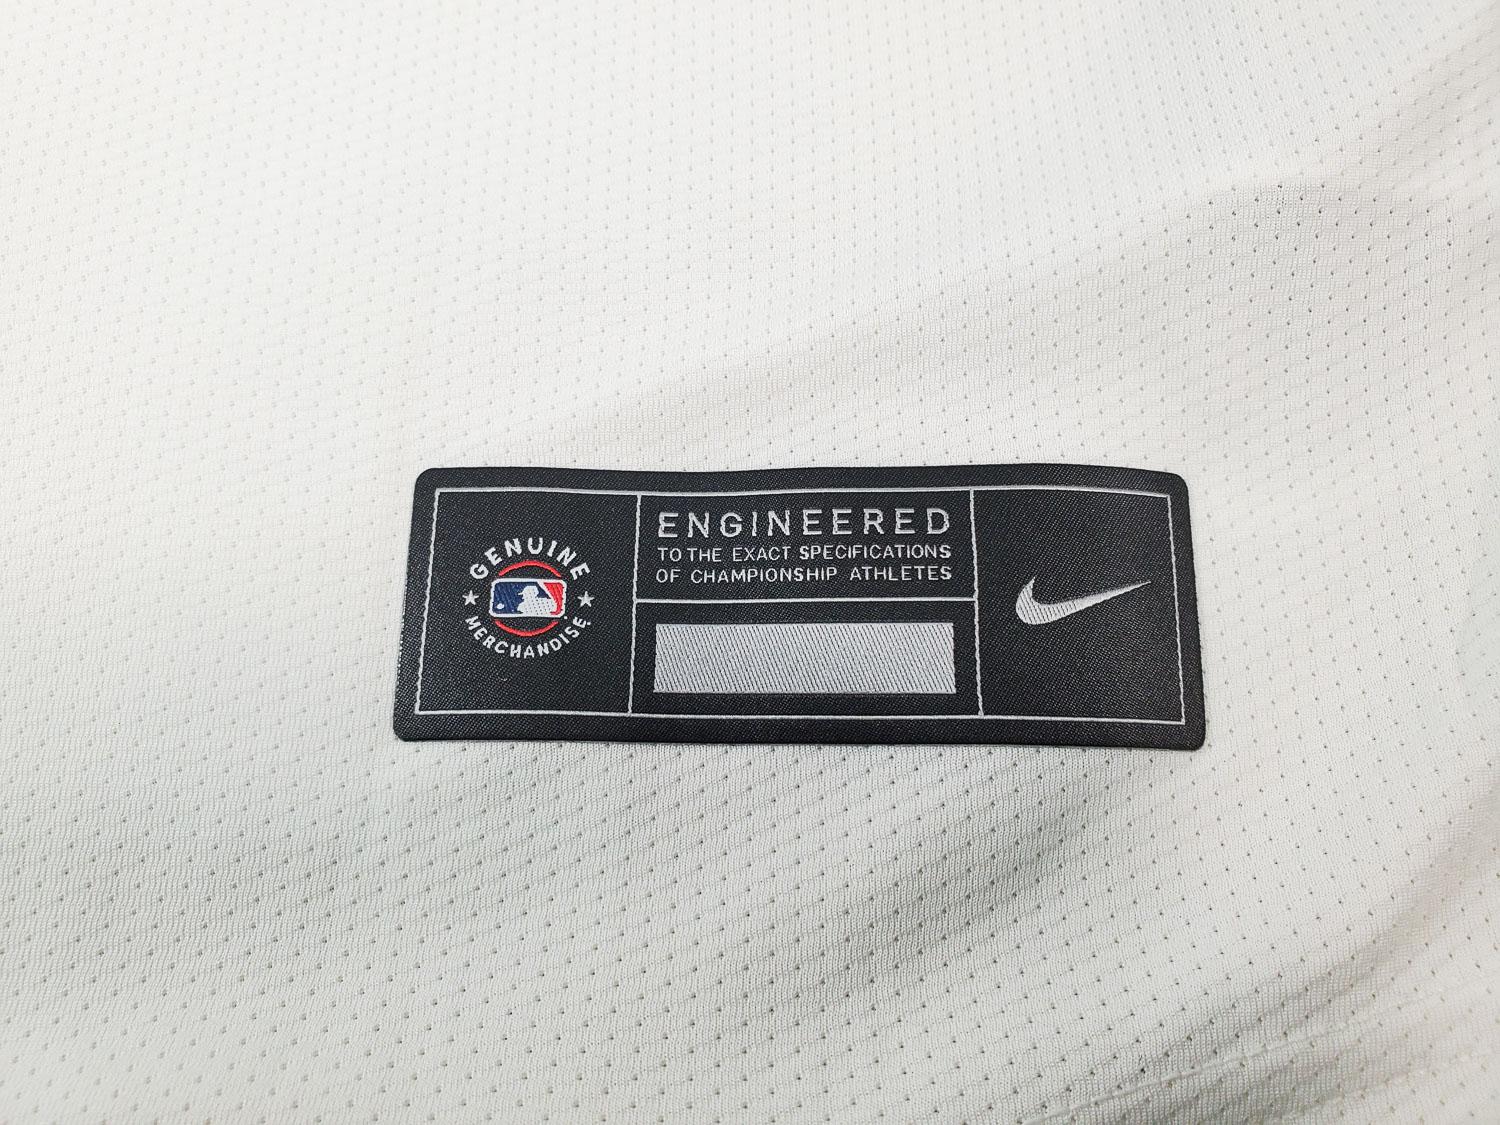 GENUINE
MERCHANDISE
ENGINEERED
TO THE EXACT SPECIFICATIONS
OF CHAMPIONSHIP ATHLETES